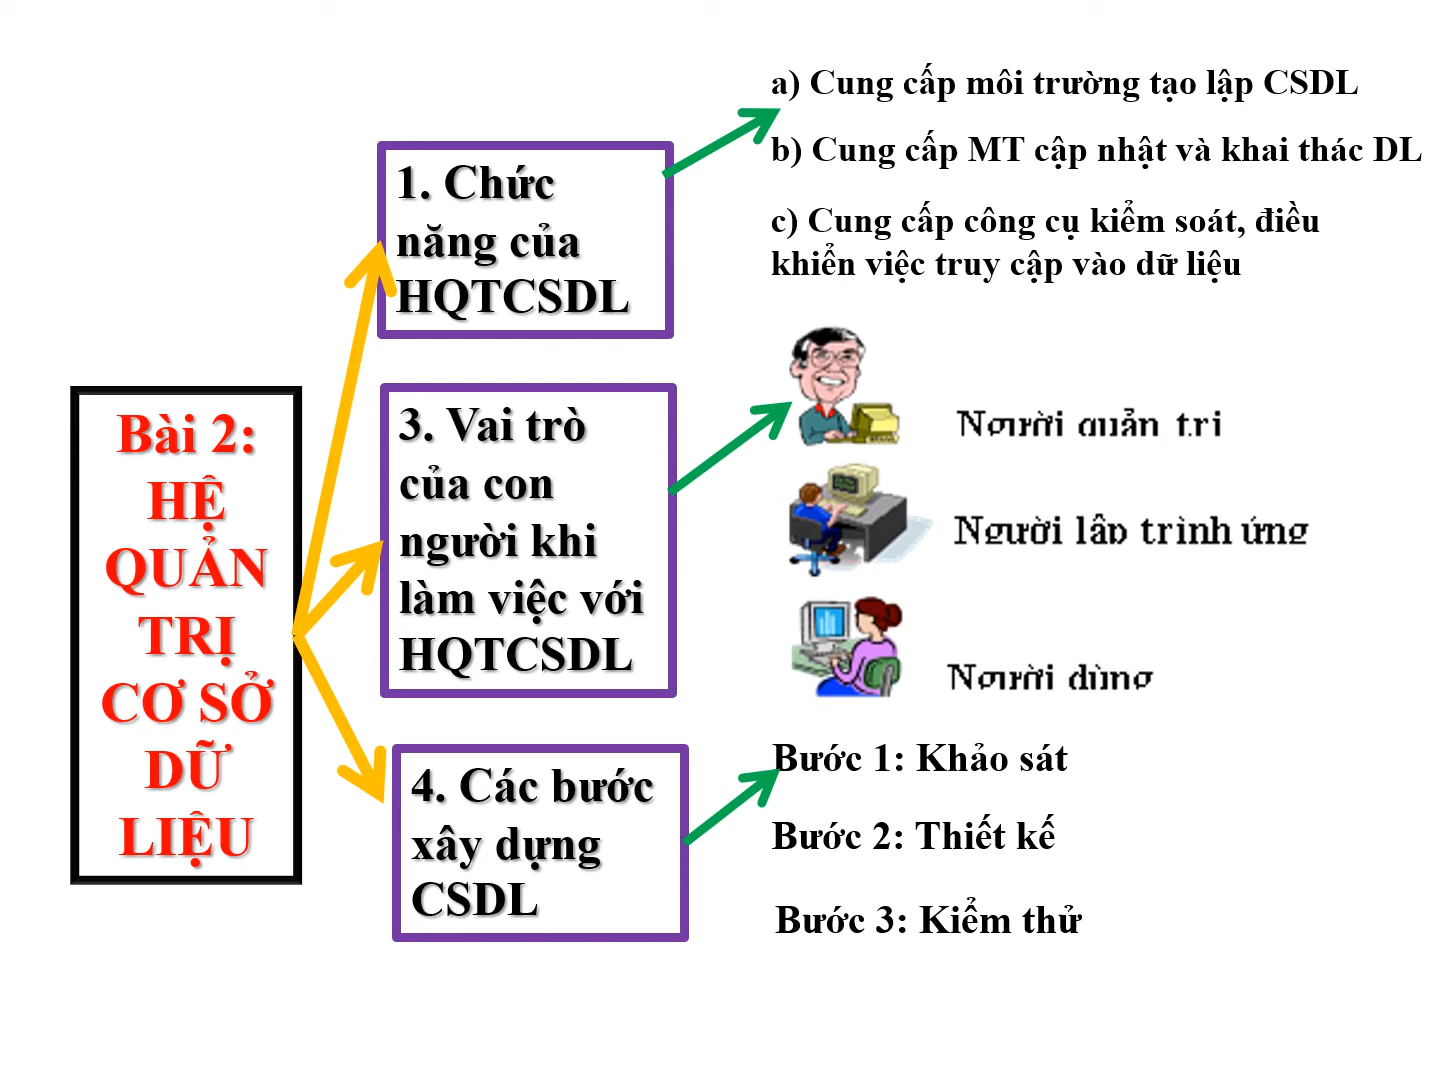 Bài 2:
HỆ
QUẢN
TRỊ
CƠ SỞ
DỮ
LIỆU
1. Chức
năng của
HQTCSDL
a) Cung cấp môi trường tạo lập CSDL
b) Cung cấp MT cập nhật và khai thác DL
c) Cung cấp công cụ kiểm soát, điều
khiển việc truy cập vào dữ liệu
3. Vai trò
của con
người khi
làm việc với
HQTCSDL
Người quản trị
Người lập trình ứng
Người dùng
4. Các bước
xây dựng
CSDL
Bước 1: Khảo sát
Bước 2: Thiết kế
Bước 3: Kiểm thử